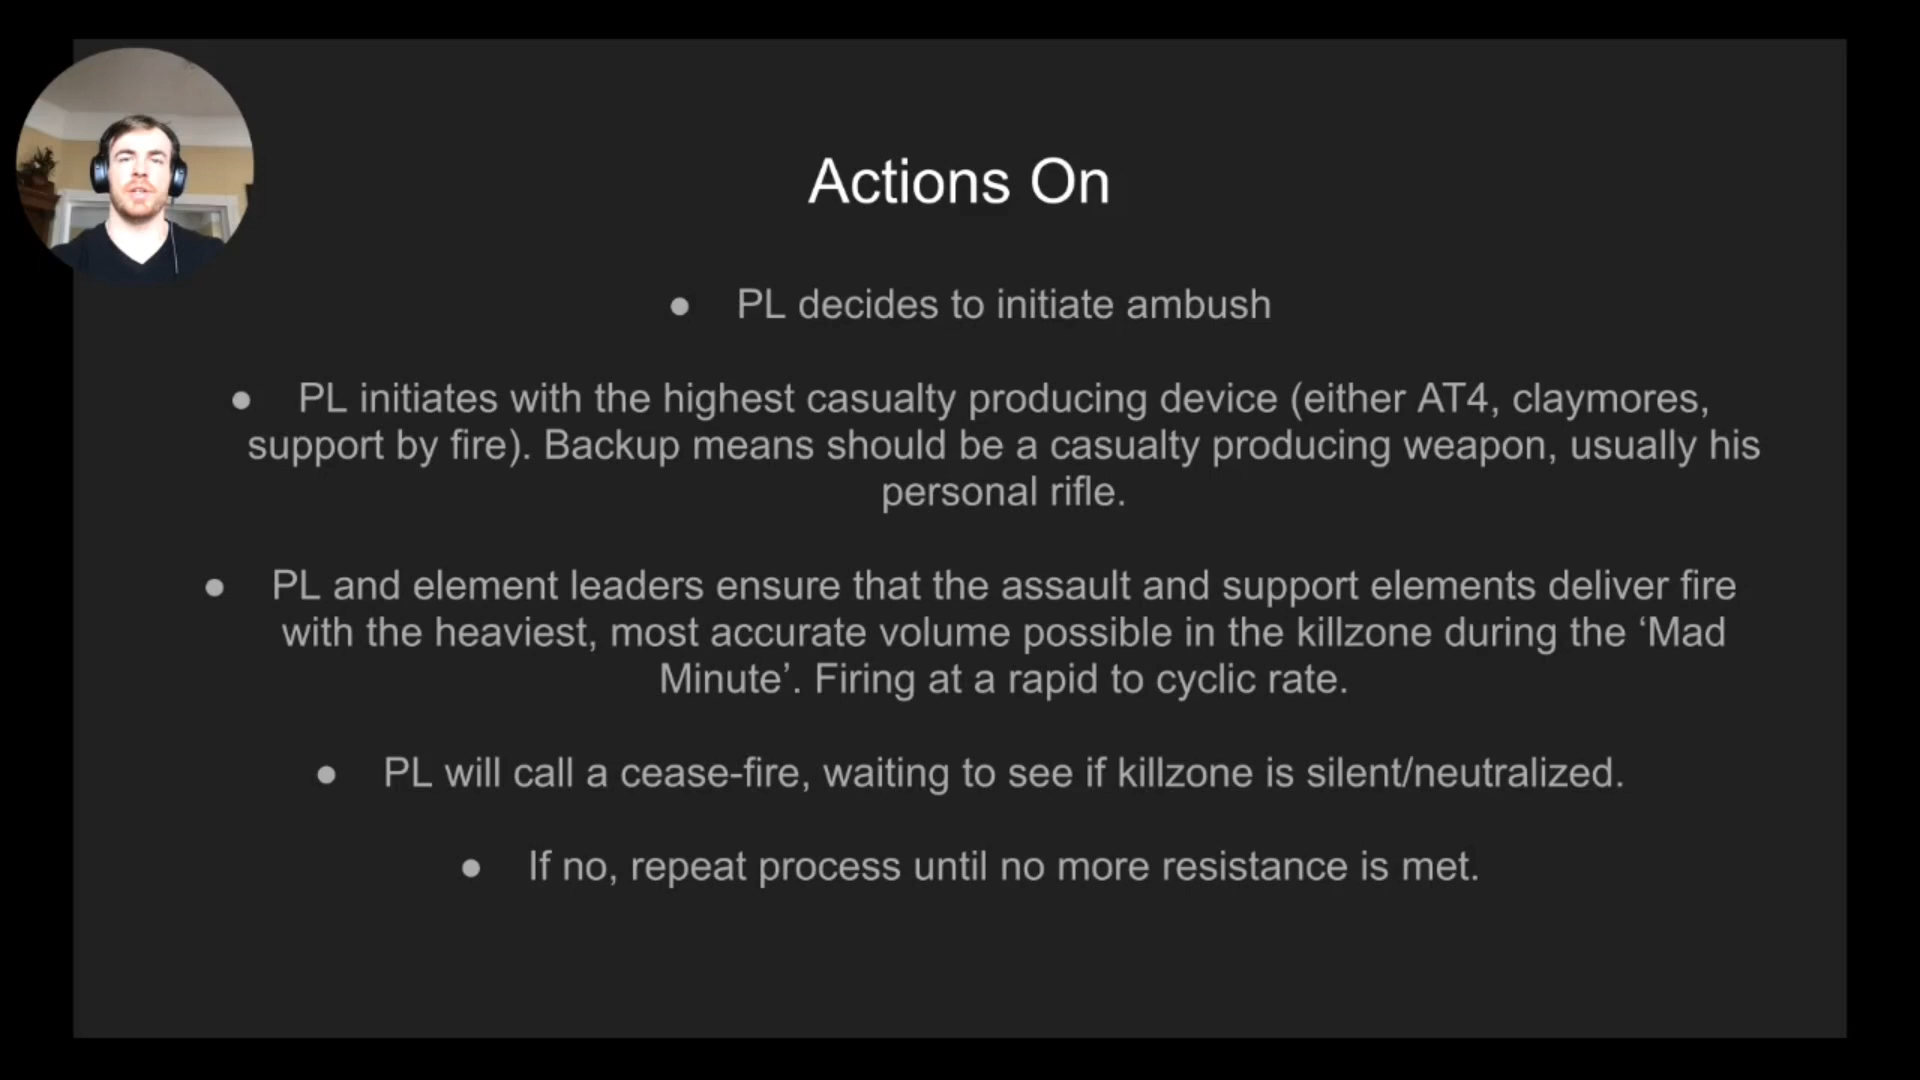 Actions On
● PL decides to initiate ambush
● PL initiates with the highest casualty producing device (either AT4, claymores,
support by fire). Backup means should be a casualty producing weapon, usually his
personal rifle.
● PL and element leaders ensure that the assault and support elements deliver fire
with the heaviest, most accurate volume possible in the killzone during the ‘Mad
Minute’. Firing at a rapid to cyclic rate.
● PL will call a cease-fire, waiting to see if killzone is silent/neutralized.
● If no, repeat process until no more resistance is met.